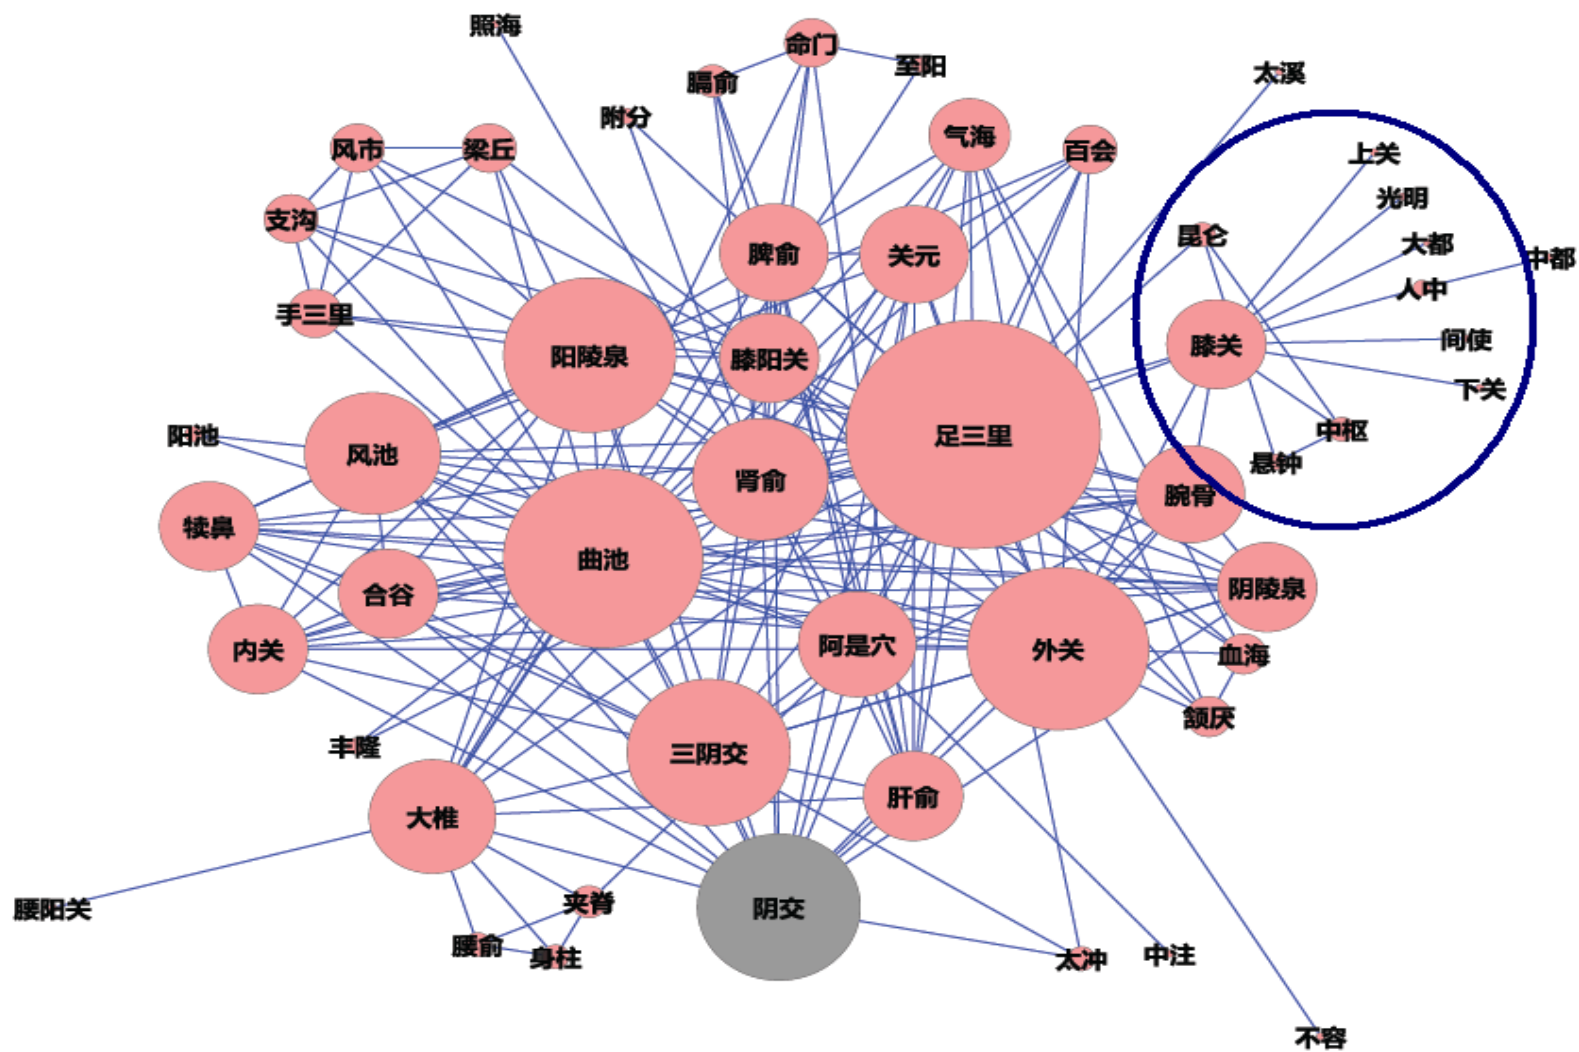 照海
命门
至阳
膈俞
太溪
附分
气海
百会
风市
梁丘
上关
光明
支沟
昆仑
大都
脾俞
关元
中都
人中
手三里
间使
膝关
阳陵泉
膝阳关
下关
阳池
足三里
中枢
风池
悬钟
肾俞
腕骨
犊鼻
曲池
阴陵泉
合谷
内关
阿是穴
外关
血海
颔厌
丰隆
三阴交
肝俞
大椎
腰阳关
夹脊
阴交
腰俞
身柱
太冲
中注
不容